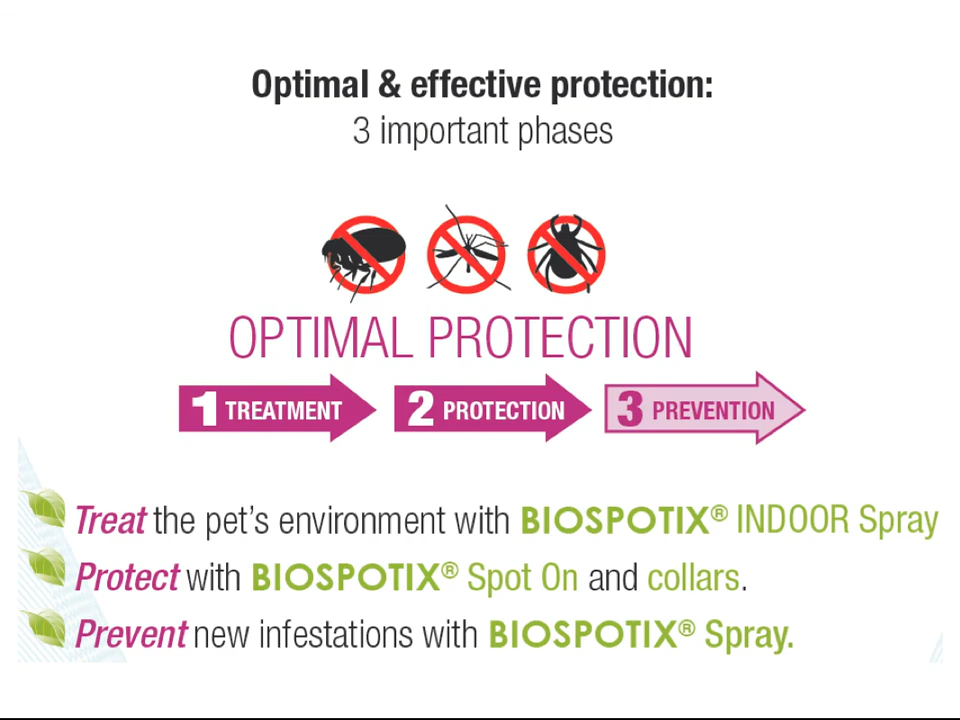 Optimal & effective protection:
3 important phases
OPTIMAL PROTECTION
1 TREATMENT 2 PROTECTION 3 PREVENTION
Treat the pet's environment with BIOSPOTIX® INDOOR Spray
Protect with BIOSPOTIX® Spot On and collars.
Prevent new infestations with BIOSPOTIX® Spray.